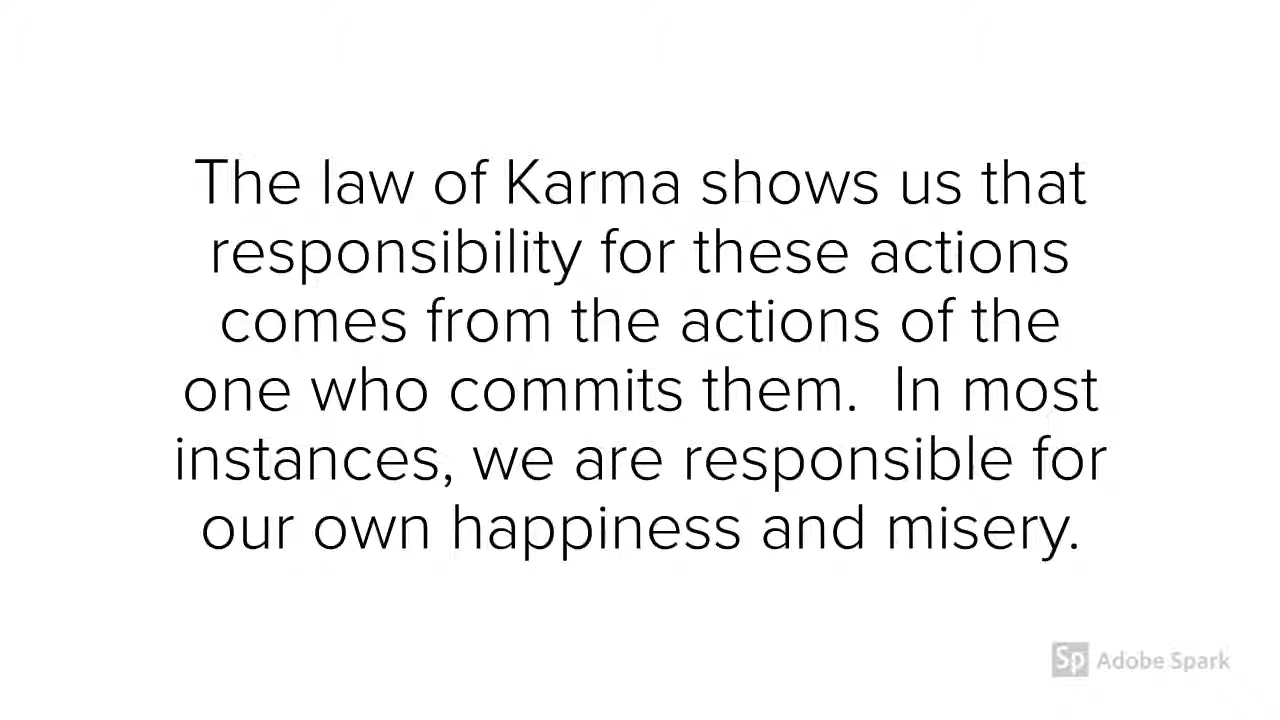 The law of Karma shows us that
responsibility for these actions
comes from the actions of the
one who commits them.  In most
instances, we are responsible for
our own happiness and misery.
Sp Adobe Spark